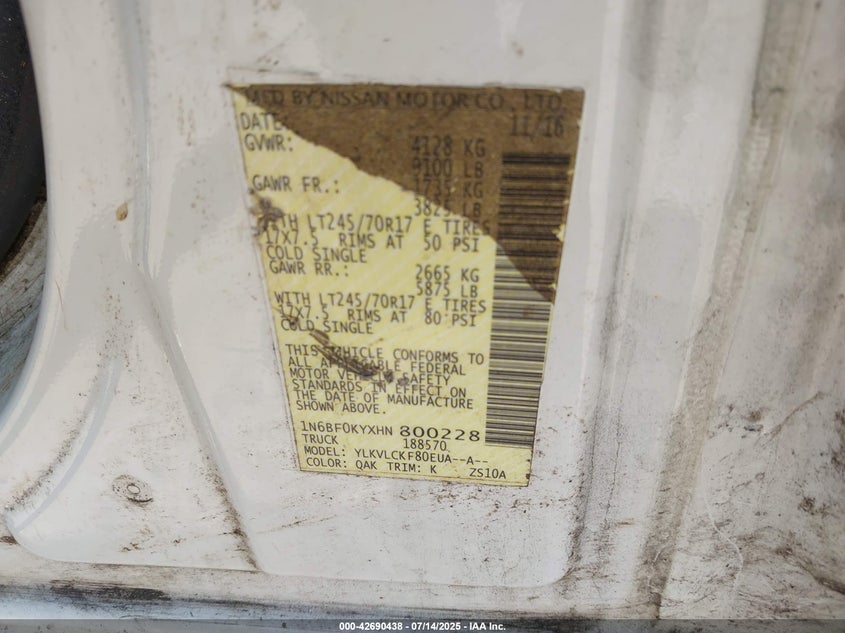 MFD BY NISSAN MOTOR CO., LTD.
DATE: 11/16
GVWR: 4128 KG
9100 LB
GAWR FR.: 1735 KG
3825 LB
WITH LT245/70R17 E TIRES
17X7.5 RIMS AT 50 PSI
COLD SINGLE
GAWR RR.: 2665 KG
5875 LB
WITH LT245/70R17 E TIRES
17X7.5 RIMS AT 80 PSI
COLD SINGLE
THIS VEHICLE CONFORMS TO
ALL APPLICABLE FEDERAL
MOTOR VEHICLE SAFETY
STANDARDS IN EFFECT ON
THE DATE OF MANUFACTURE
SHOWN ABOVE.
1N6BF0KYXHN 800228
TRUCK 188570
MODEL: YLKVLCKF80EUA--A--
COLOR: QAK TRIM: K ZS10A
000-42690438 - 07/14/2025 - IAA Inc.